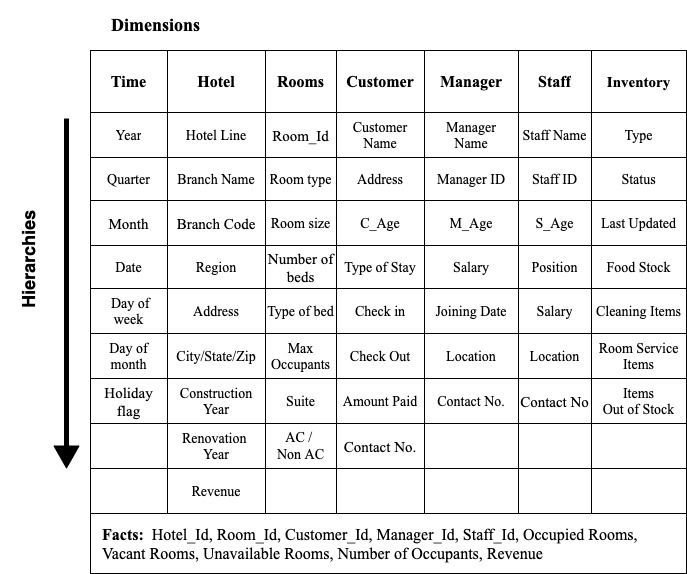 Dimensions
Hierarchies
Time Hotel Rooms Customer Manager Staff Inventory
Year Hotel Line Room_Id Customer Name Manager Name Staff Name Type
Quarter Branch Name Room type Address Manager ID Staff ID Status
Month Branch Code Room size C_Age M_Age S_Age Last Updated
Date Region Number of beds Type of Stay Salary Position Food Stock
Day of week Address Type of bed Check in Joining Date Salary Cleaning Items
Day of month City/State/Zip Max Occupants Check Out Location Location Room Service Items
Holiday flag Construction Year Suite Amount Paid Contact No. Contact No Items Out of Stock
Renovation Year AC / Non AC Contact No.
Revenue
Facts: Hotel_Id, Room_Id, Customer_Id, Manager_Id, Staff_Id, Occupied Rooms,
Vacant Rooms, Unavailable Rooms, Number of Occupants, Revenue